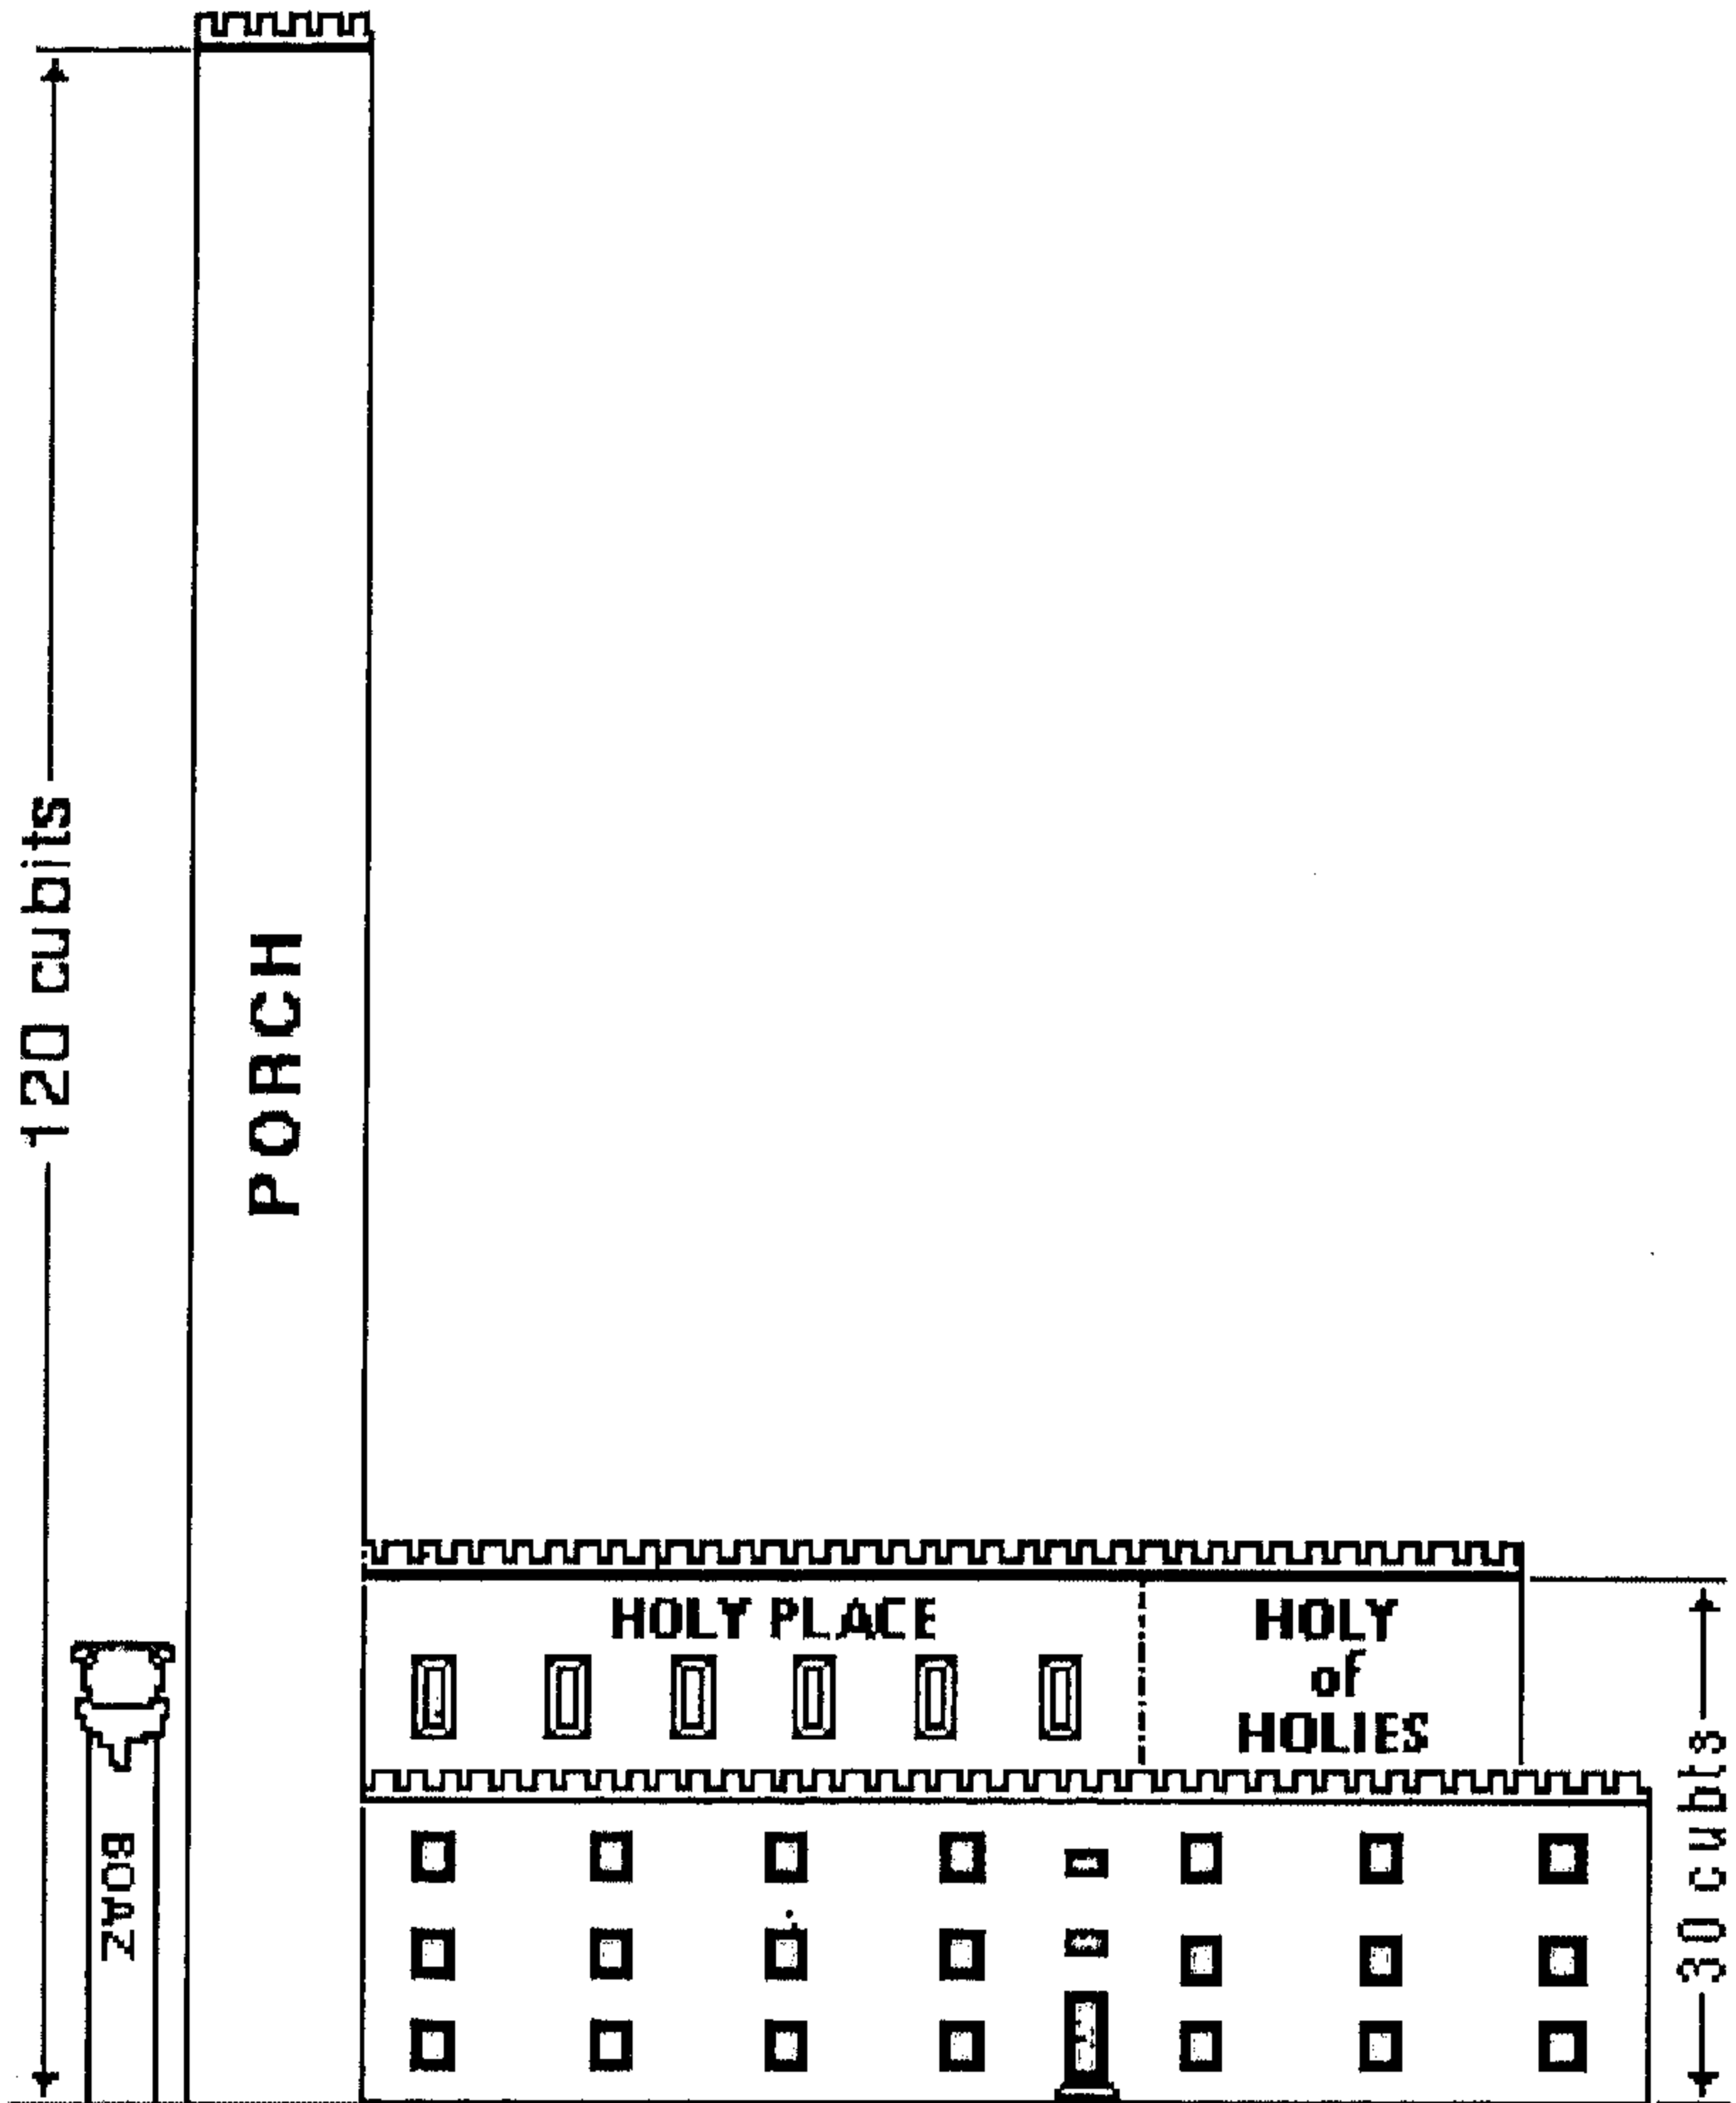 120 cubits
PORCH
BOAZ
HOLY PLACE
HOLY
of
HOLIES
30 cubits